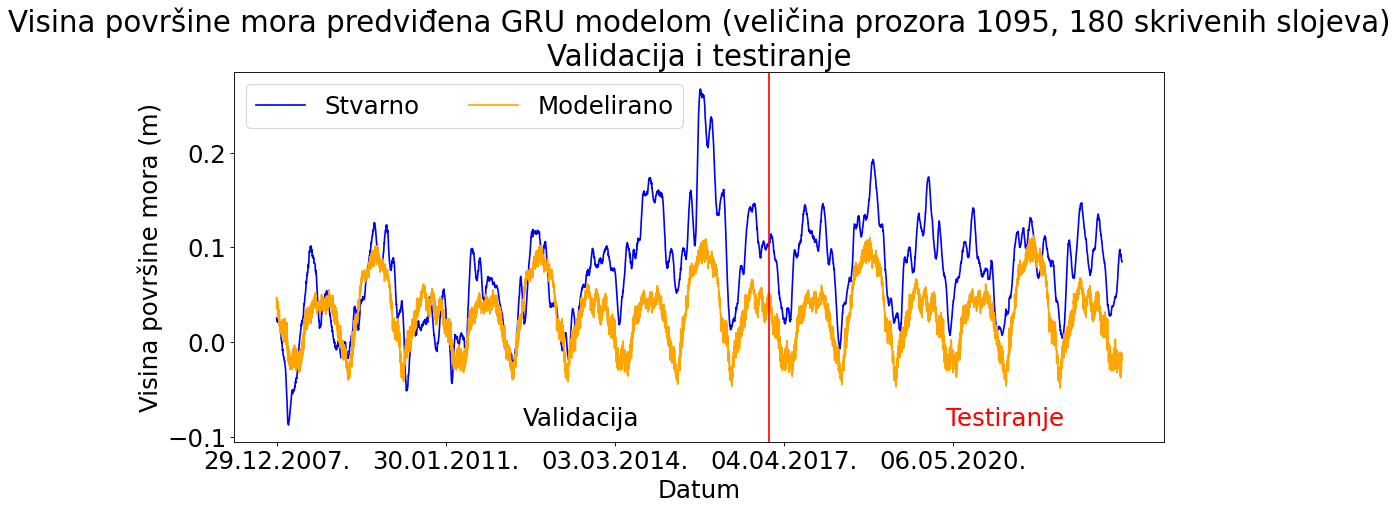 Visina površine mora predviđena GRU modelom (veličina prozora 1095, 180 skrivenih slojeva)
Validacija i testiranje
Stvarno
Modelirano
Visina površine mora (m)
0.2
0.1
0.0
−0.1
Validacija
Testiranje
29.12.2007.
30.01.2011.
03.03.2014.
04.04.2017.
06.05.2020.
Datum